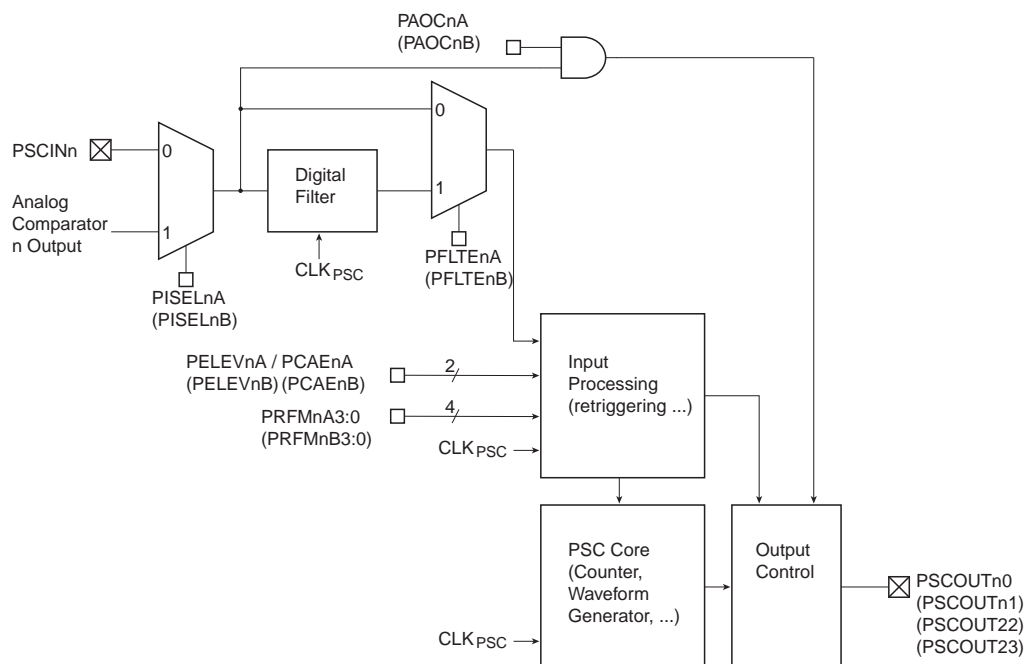 PAOCnA
(PAOCnB)
0
PSCINn
0
Digital
Filter
1
Analog
Comparator
n Output
1
CLK PSC
PFLTEnA
(PFLTEnB)
PISELnA
(PISELnB)
PELEVnA / PCAEnA
(PELEVnB) (PCAEnB)
2
Input
Processing
(retriggering ...)
PRFMnA3:0
(PRFMnB3:0)
4
CLK PSC
PSC Core
(Counter,
Waveform
Generator, ...)
Output
Control
PSCOUTn0
(PSCOUTn1)
(PSCOUT22)
(PSCOUT23)
CLK PSC